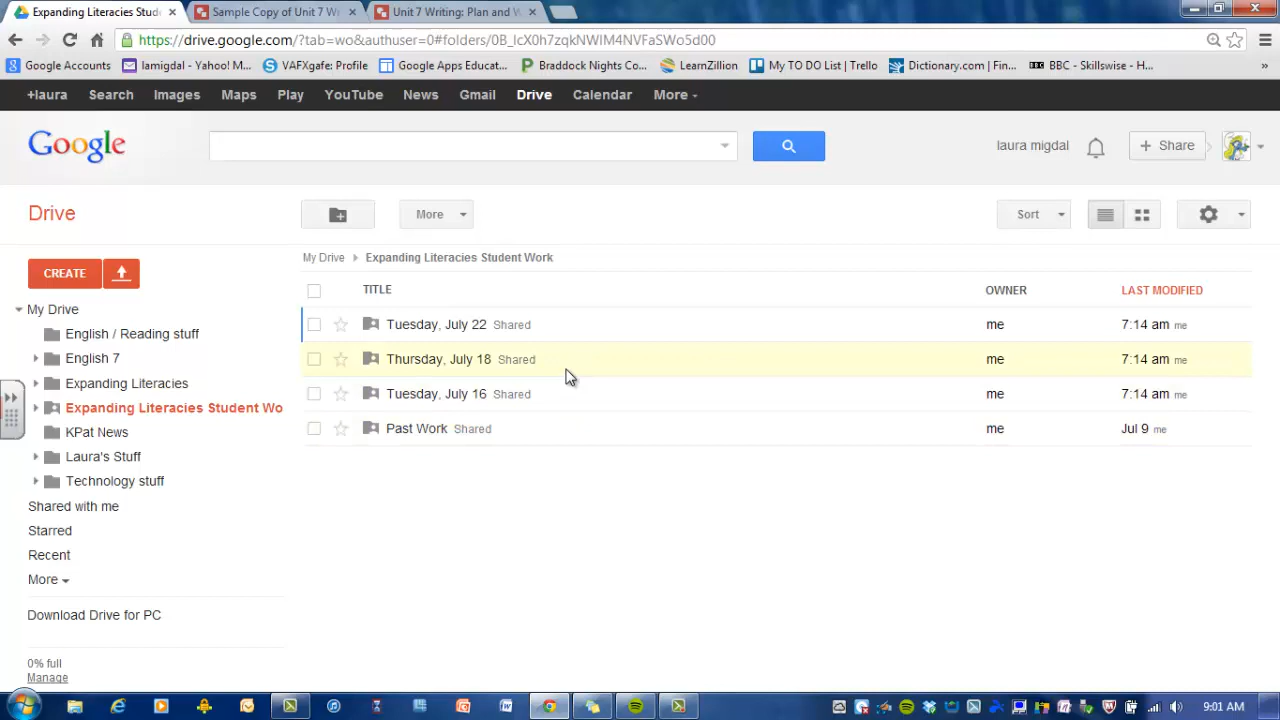 Expanding Literacies Stud
Sample Copy of Unit 7 Wr
Unit 7 Writing: Plan and W
https://drive.google.com/?tab=wo&authuser=0#folders/0B_lcX0h7zqkNWlM4NVFaSWo5d00
Google Accounts
lamigdal - Yahoo! M...
VAFXgafe: Profile
Google Apps Educat...
Braddock Nights Co...
LearnZillion
My TO DO List | Trello
Dictionary.com | Fin...
BBC - Skillswise - H...
+laura Search Images Maps Play YouTube News Gmail Drive Calendar More
Google
laura migdal
+ Share
Drive
More
Sort
CREATE
My Drive
English / Reading stuff
English 7
Expanding Literacies
Expanding Literacies Student Wo
KPat News
Laura's Stuff
Technology stuff
Shared with me
Starred
Recent
More
Download Drive for PC
0% full
Manage
My Drive Expanding Literacies Student Work
TITLE OWNER LAST MODIFIED
Tuesday, July 22 Shared me 7:14 am me
Thursday, July 18 Shared me 7:14 am me
Tuesday, July 16 Shared me 7:14 am me
Past Work Shared me Jul 9 me
9:01 AM